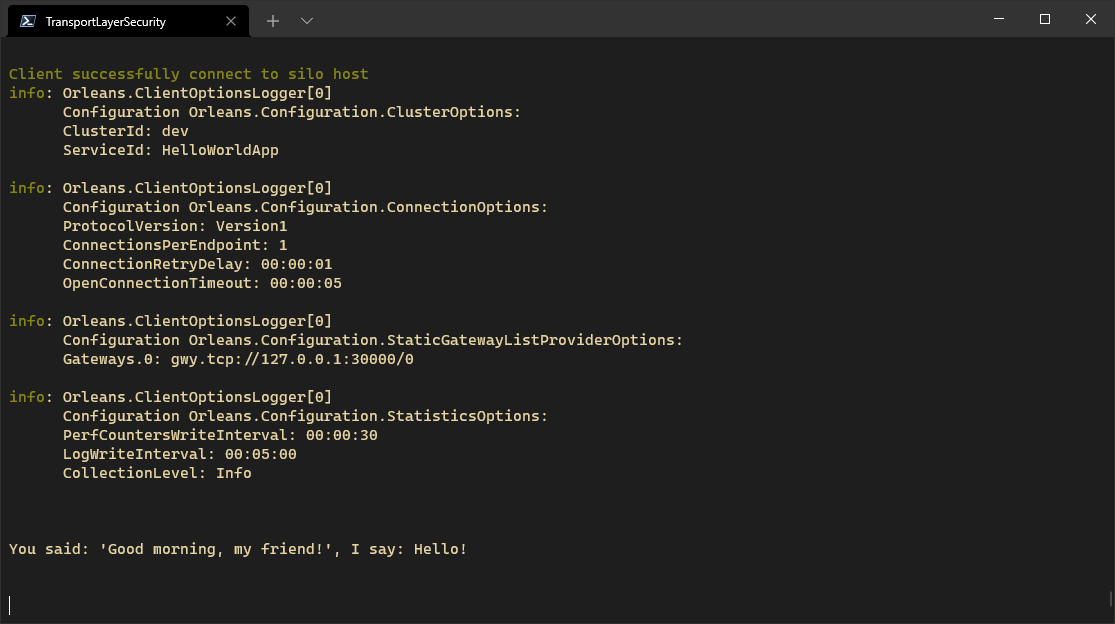 TransportLayerSecurity
Client successfully connect to silo host
info: Orleans.ClientOptionsLogger[0]
Configuration Orleans.Configuration.ClusterOptions:
ClusterId: dev
ServiceId: HelloWorldApp
info: Orleans.ClientOptionsLogger[0]
Configuration Orleans.Configuration.ConnectionOptions:
ProtocolVersion: Version1
ConnectionsPerEndpoint: 1
ConnectionRetryDelay: 00:00:01
OpenConnectionTimeout: 00:00:05
info: Orleans.ClientOptionsLogger[0]
Configuration Orleans.Configuration.StaticGatewayListProviderOptions:
Gateways.0: gwy.tcp://127.0.0.1:30000/0
info: Orleans.ClientOptionsLogger[0]
Configuration Orleans.Configuration.StatisticsOptions:
PerfCountersWriteInterval: 00:00:30
LogWriteInterval: 00:05:00
CollectionLevel: Info
You said: 'Good morning, my friend!', I say: Hello!